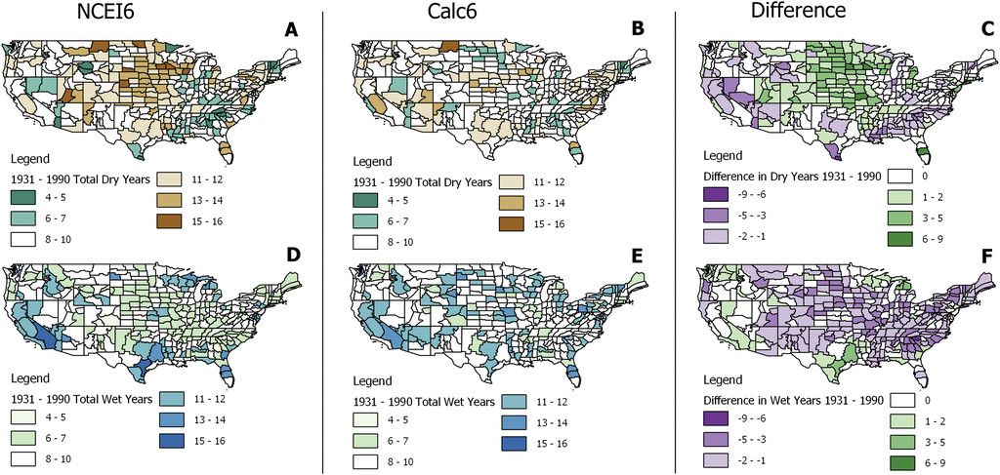 NCEI6
Calc6
Difference
A
B
C
Legend
1931 - 1990 Total Dry Years
4 - 5
6 - 7
8 - 10
11 - 12
13 - 14
15 - 16
Legend
1931 - 1990 Total Dry Years
4 - 5
6 - 7
8 - 10
11 - 12
13 - 14
15 - 16
Legend
Difference in Dry Years 1931 - 1990
-9 - -6
-5 - -3
-2 - -1
0
1 - 2
3 - 5
6 - 9
D
E
F
Legend
1931 - 1990 Total Wet Years
4 - 5
6 - 7
8 - 10
11 - 12
13 - 14
15 - 16
Legend
1931 - 1990 Total Wet Years
4 - 5
6 - 7
8 - 10
11 - 12
13 - 14
15 - 16
Legend
Difference in Wet Years 1931 - 1990
-9 - -6
-5 - -3
-2 - -1
0
1 - 2
3 - 5
6 - 9